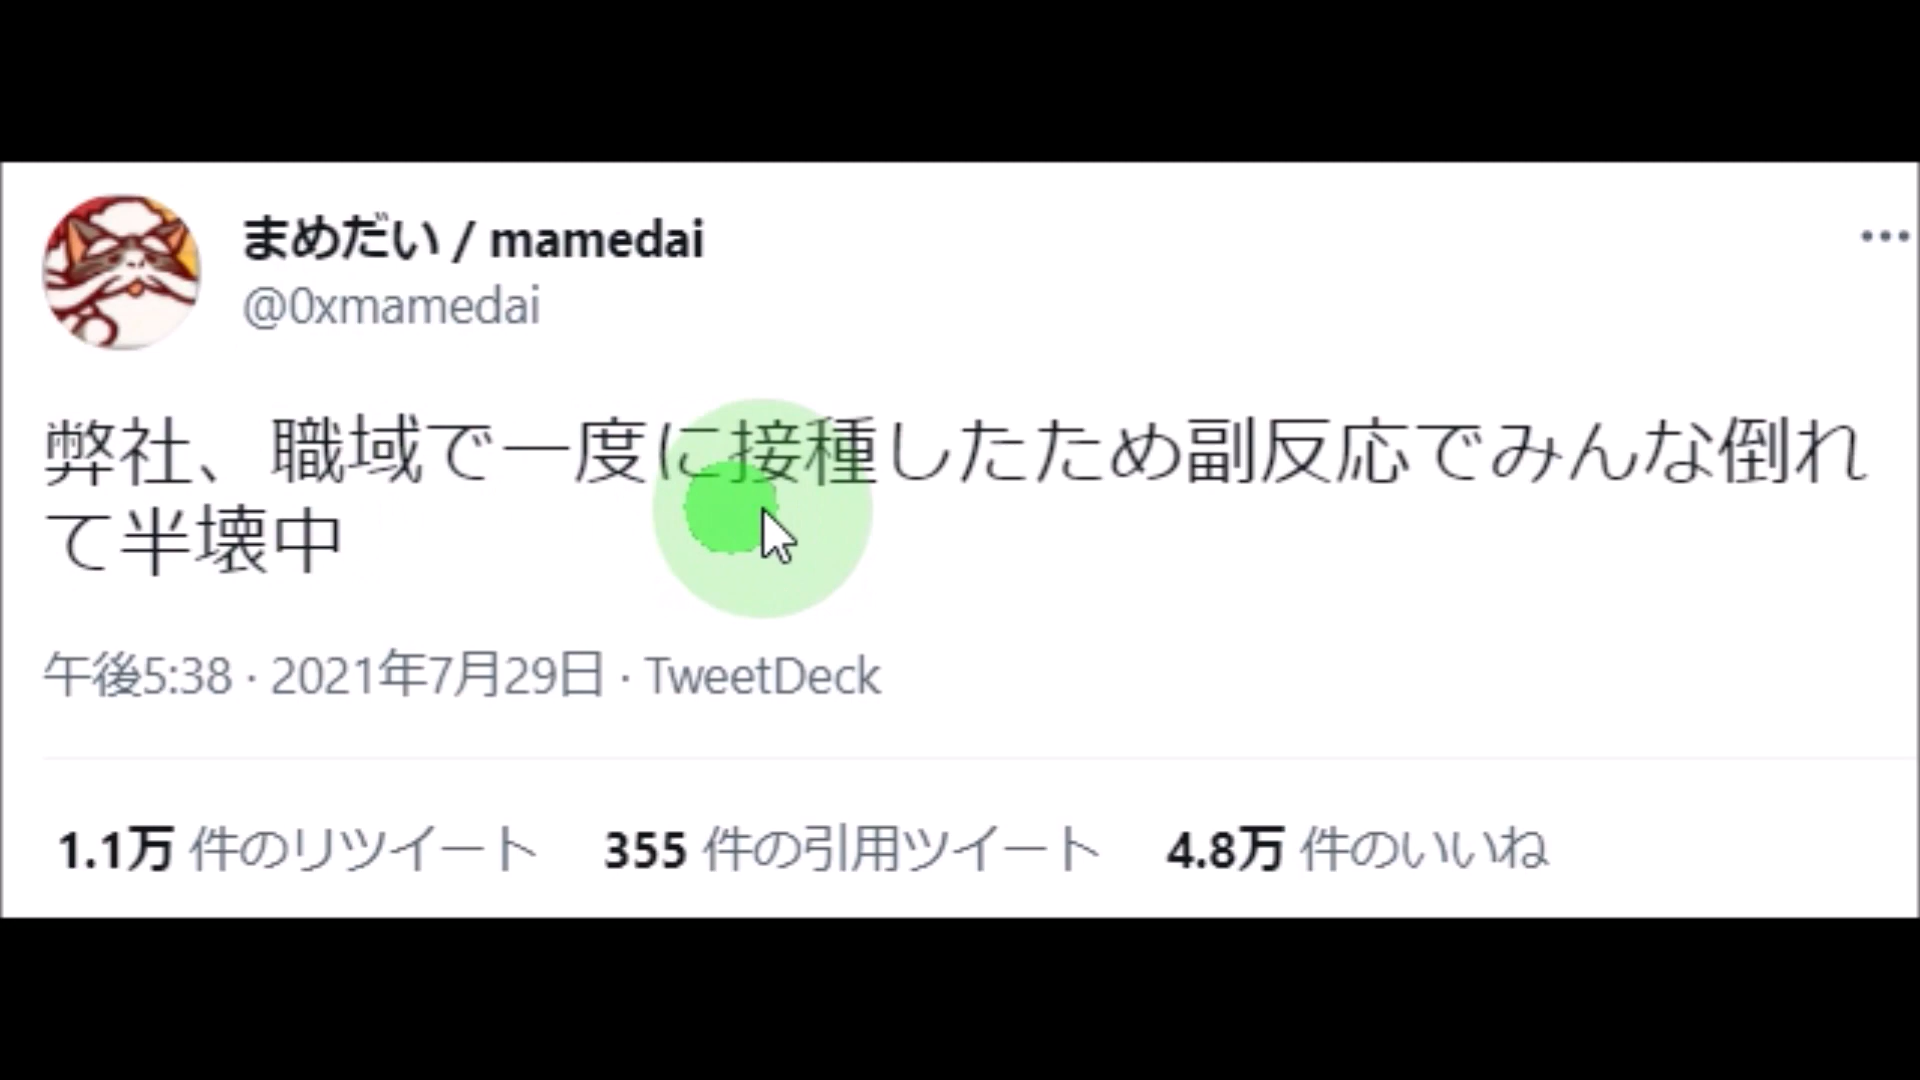 まめだい / mamedai
@0xmamedai
弊社、職域で一度に接種したため副反応でみんな倒れ
て半壊中
午後5:38 · 2021年7月29日 · TweetDeck
1.1万 件のリツイート 355 件の引用ツイート 4.8万 件のいいね